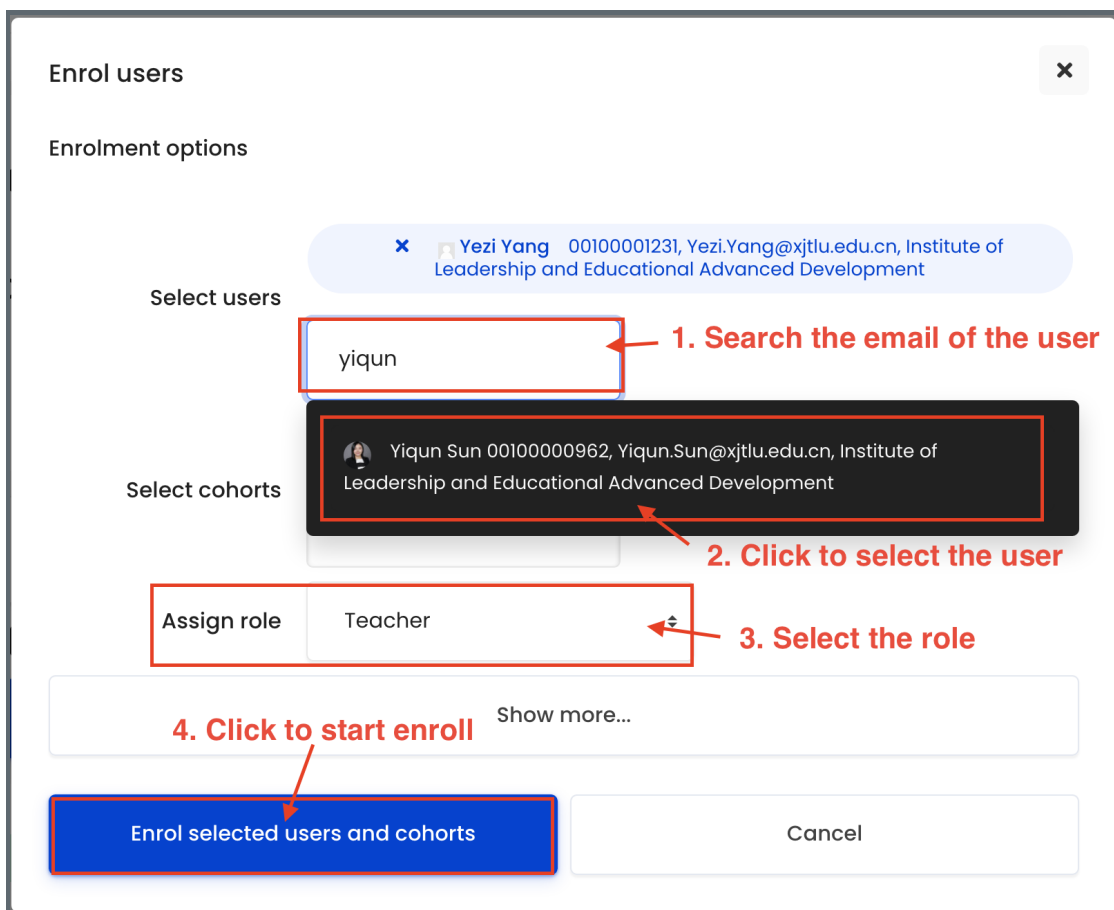 Enrol users
Enrolment options
Yezi Yang 00100001231, Yezi.Yang@xjtlu.edu.cn, Institute of
Leadership and Educational Advanced Development
Select users
1. Search the email of the user
yiqun
Yiqun Sun 00100000962, Yiqun.Sun@xjtlu.edu.cn, Institute of
Leadership and Educational Advanced Development
Select cohorts
2. Click to select the user
Assign role
Teacher
3. Select the role
Show more...
4. Click to start enroll
Enrol selected users and cohorts
Cancel